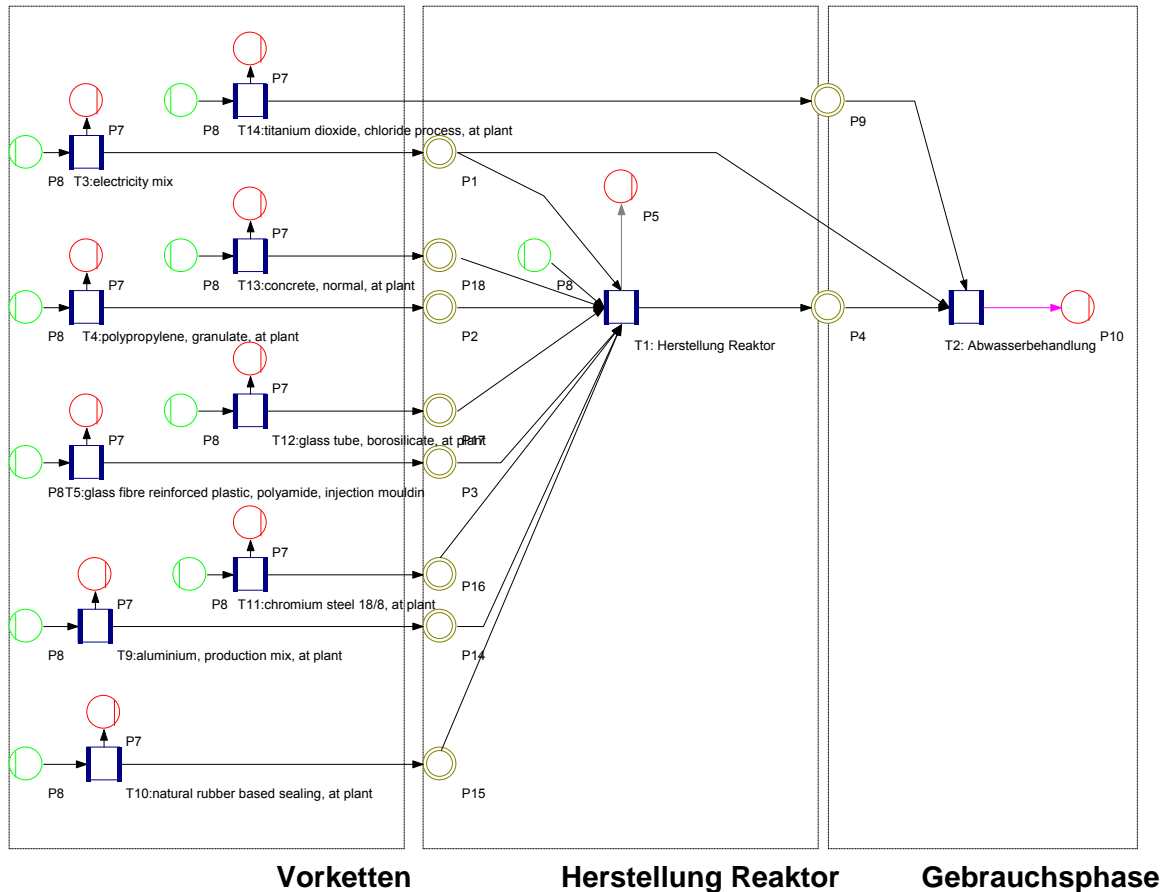 P7
P7
P8
T14:titanium dioxide, chloride process, at plant
P9
P8
T3:electricity mix
P1
P7
P5
P7
P8
T13:concrete, normal, at plant
P18
P8
P8
T4:polypropylene, granulate, at plant
P2
T1: Herstellung Reaktor
P4
T2: Abwasserbehandlung
P10
P7
P7
P8
T12:glass tube, borosilicate, at plant
P17
P8
T5:glass fibre reinforced plastic, polyamide, injection mouldin
P3
P7
P7
P8
T11:chromium steel 18/8, at plant
P16
P8
T9:aluminium, production mix, at plant
P14
P7
P8
T10:natural rubber based sealing, at plant
P15
Vorketten
Herstellung Reaktor
Gebrauchsphase